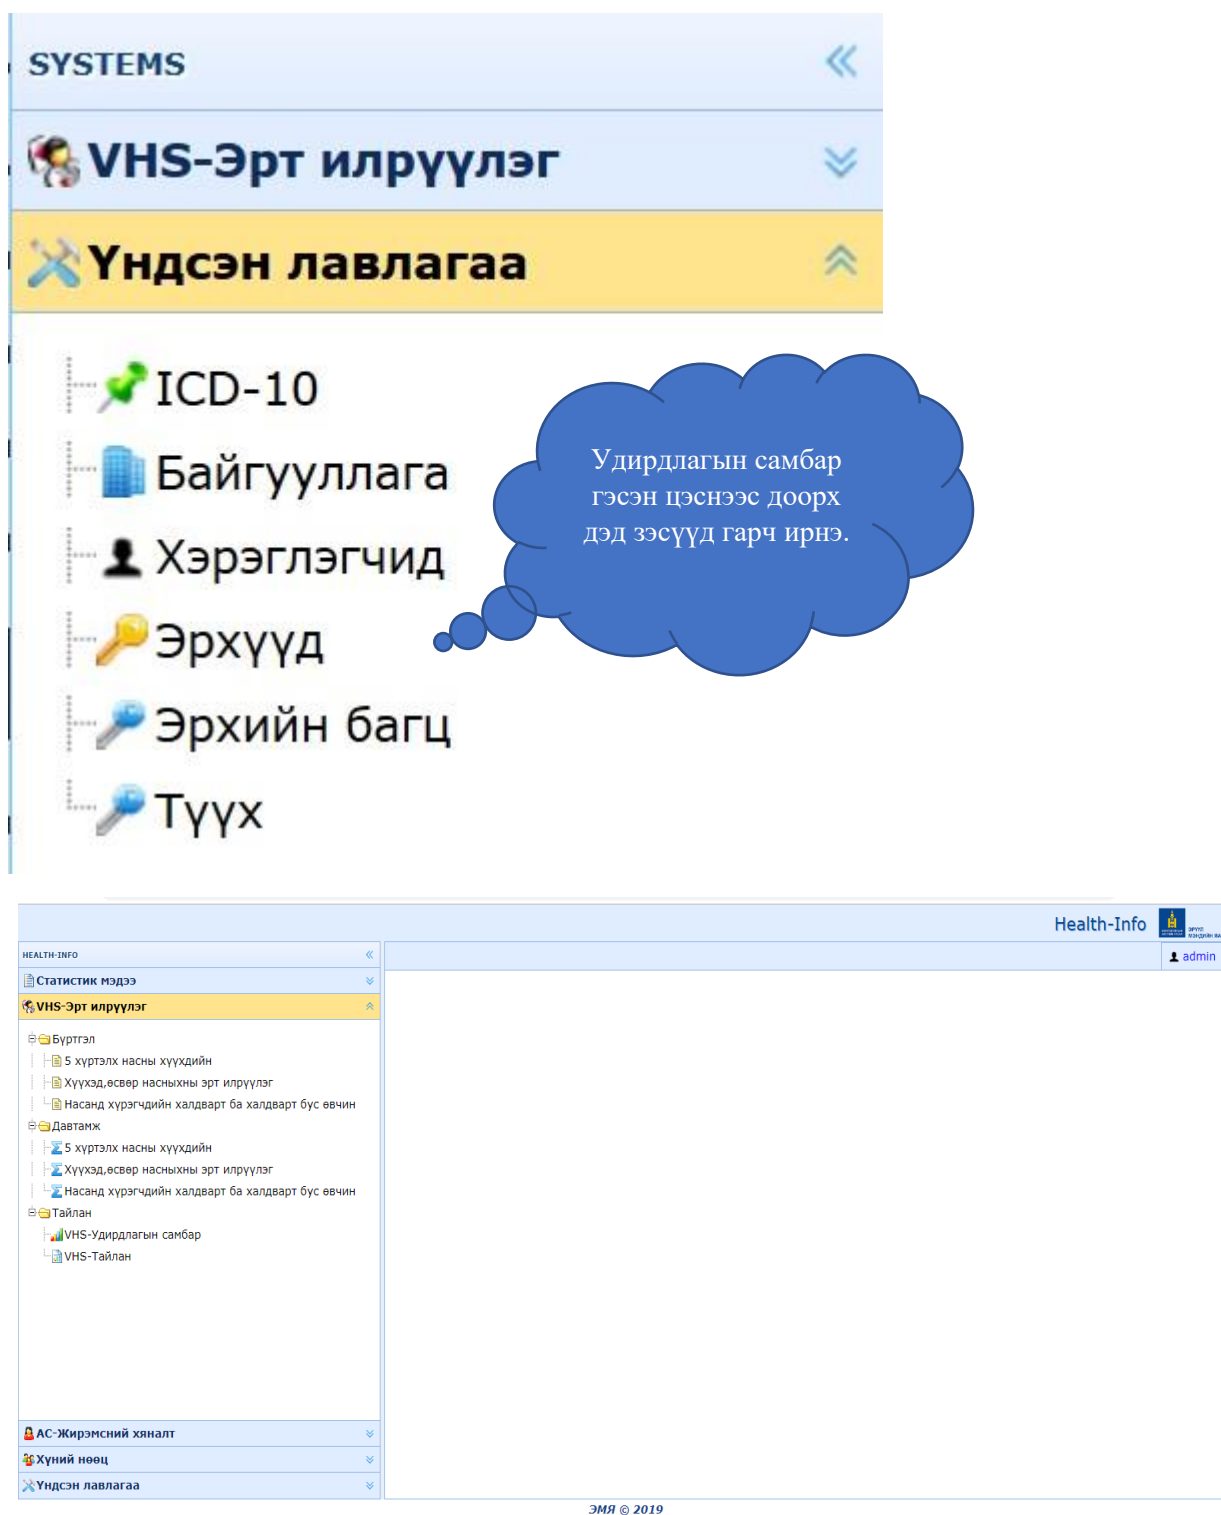 SYSTEMS
VHS-Эрт илрүүлэг
Үндсэн лавлагаа
ICD-10
Байгууллага
Хэрэглэгчид
Эрхүүд
Эрхийн багц
Түүх
Удирдлагын самбар
гэсэн цэснээс доорх
дэд зэсүүд гарч ирнэ.
Health-Info
ЭРҮҮЛ
HEALTH-INFO
admin
Статистик мэдээ
VHS-Эрт илрүүлэг
Бүртгэл
5 хүртэлх насны хүүхдийн
Хүүхэд,өсвөр насныхны эрт илрүүлэг
Насанд хүрэгчдийн халдварт ба халдварт бус өвчин
Давтамж
5 хүртэлх насны хүүхдийн
Хүүхэд,өсвөр насныхны эрт илрүүлэг
Насанд хүрэгчдийн халдварт ба халдварт бус өвчин
Тайлан
VHS-Удирдлагын самбар
VHS-Тайлан
АС-Жирэмсний хяналт
Хүний нөөц
Үндсэн лавлагаа
ЭМЯ © 2019